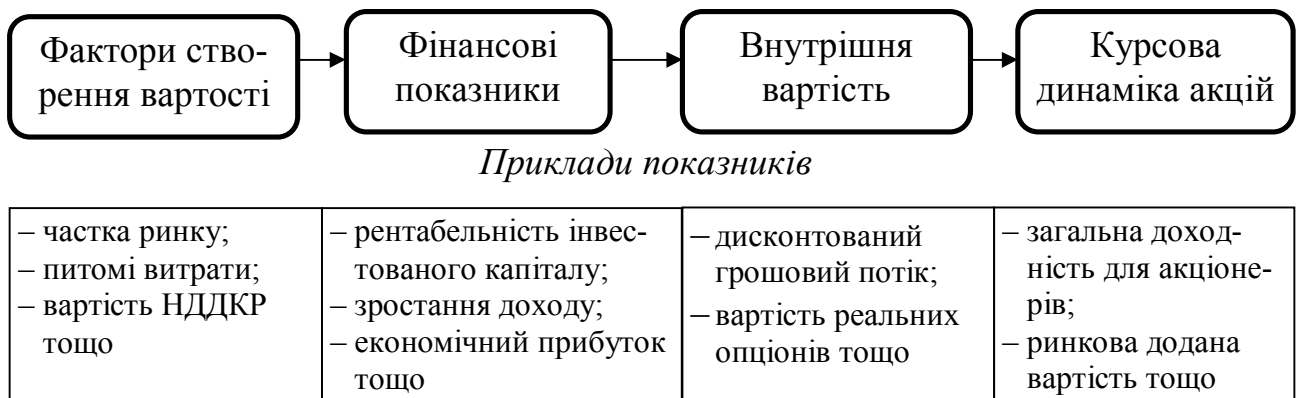 Фактори ство-
рення вартості
Фінансові
показники
Внутрішня
вартість
Курсова
динаміка акцій
Приклади показників
– частка ринку;
– питомі витрати;
– вартість НДДКР
тощо
– рентабельність інвес-
тованого капіталу;
– зростання доходу;
– економічний прибуток
тощо
– дисконтований
грошовий потік;
– вартість реальних
опціонів тощо
– загальна доход-
ність для акціоне-
рів;
– ринкова додана
вартість тощо